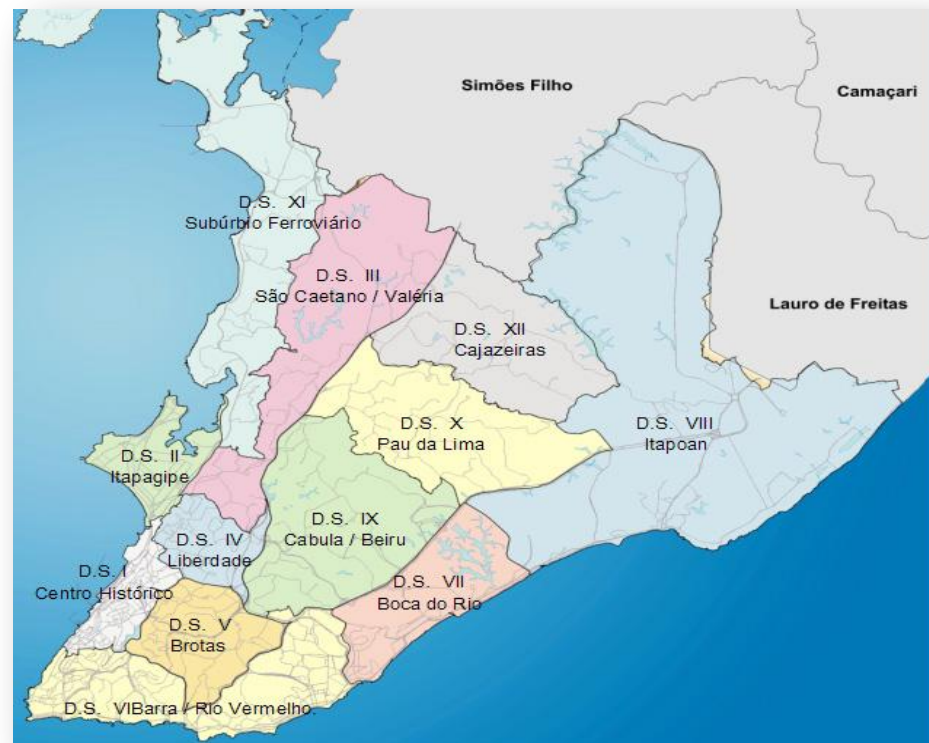 Simões Filho
Camaçari
D.S. XI
Subúrbio Ferroviário
D.S. III
São Caetano / Valéria
Lauro de Freitas
D.S. XII
Cajazeiras
D.S. X
Pau da Lima
D.S. VIII
Itapoan
D.S. II
Itapagipe
D.S. IX
Cabula / Beiru
D.S. IV
Liberdade
D.S. I
Centro Histórico
D.S. VII
Boca do Rio
D.S. V
Brotas
D.S. VIBarra / Rio Vermelho.